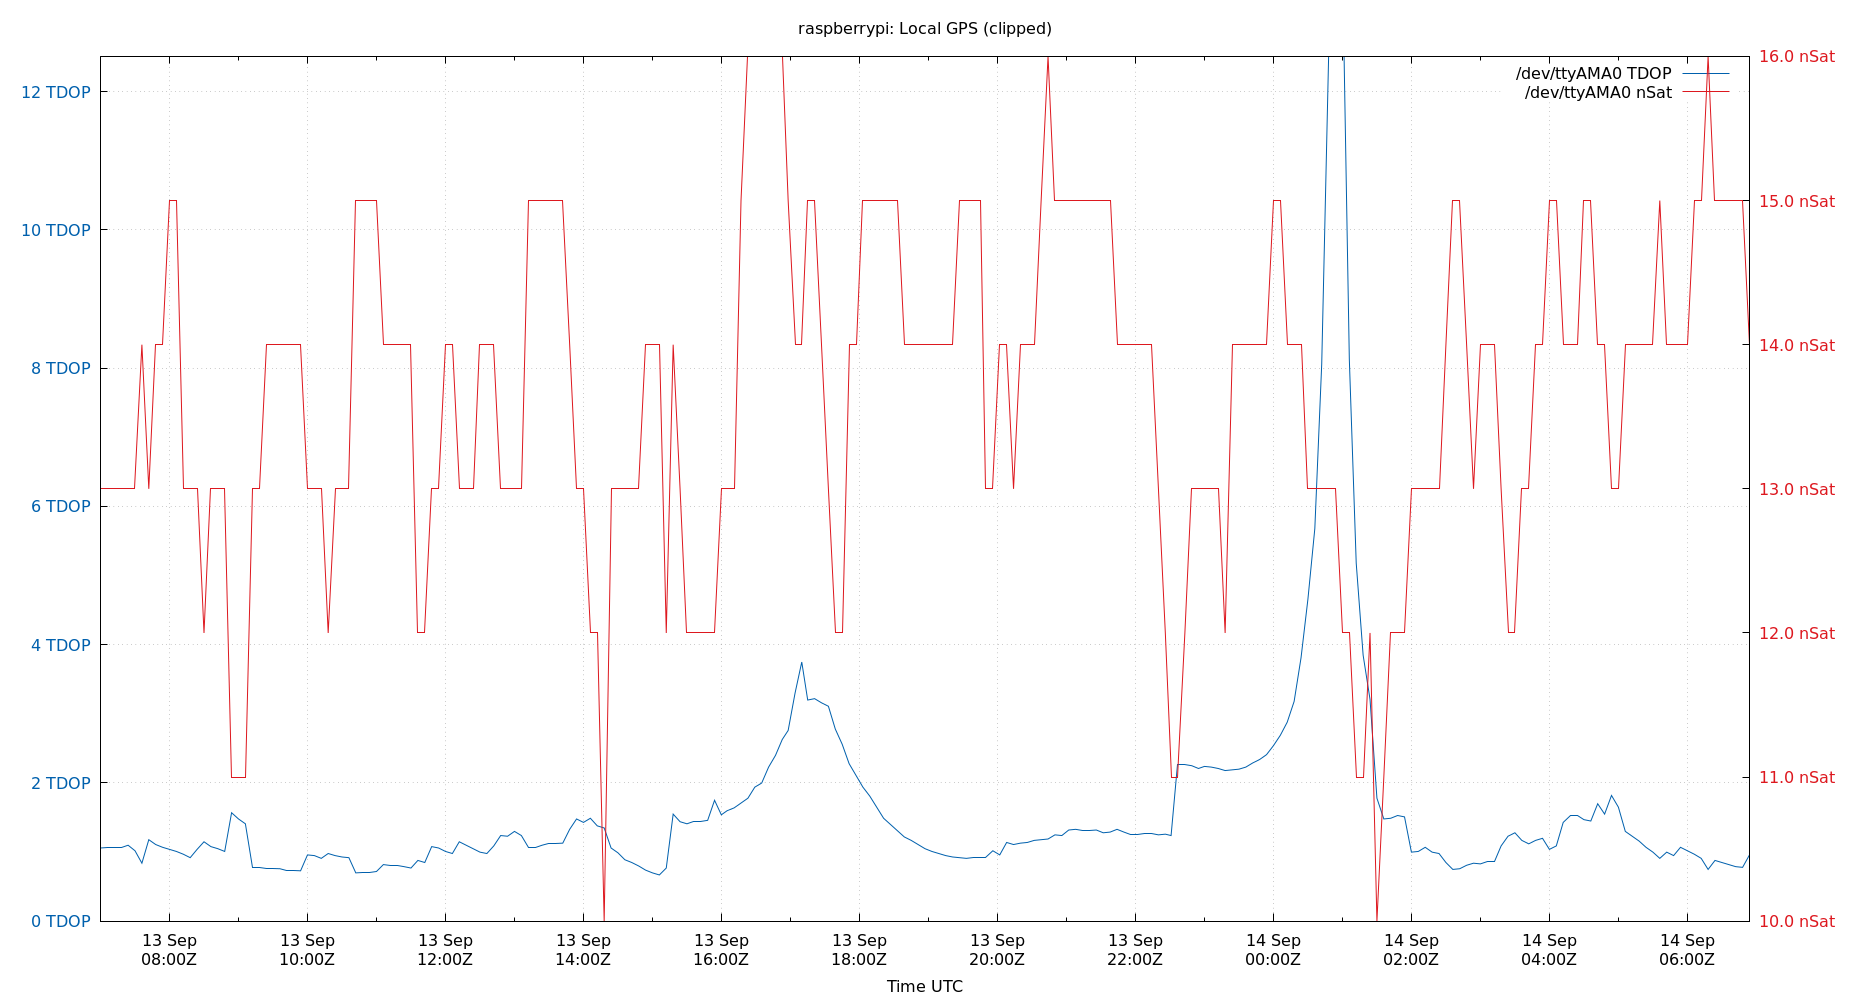 raspberrypi: Local GPS (clipped)
/dev/ttyAMA0 TDOP
/dev/ttyAMA0 nSat
12 TDOP
10 TDOP
8 TDOP
6 TDOP
4 TDOP
2 TDOP
0 TDOP
16.0 nSat
15.0 nSat
14.0 nSat
13.0 nSat
12.0 nSat
11.0 nSat
10.0 nSat
13 Sep
08:00Z
13 Sep
10:00Z
13 Sep
12:00Z
13 Sep
14:00Z
13 Sep
16:00Z
13 Sep
18:00Z
13 Sep
20:00Z
13 Sep
22:00Z
14 Sep
00:00Z
14 Sep
02:00Z
14 Sep
04:00Z
14 Sep
06:00Z
Time UTC